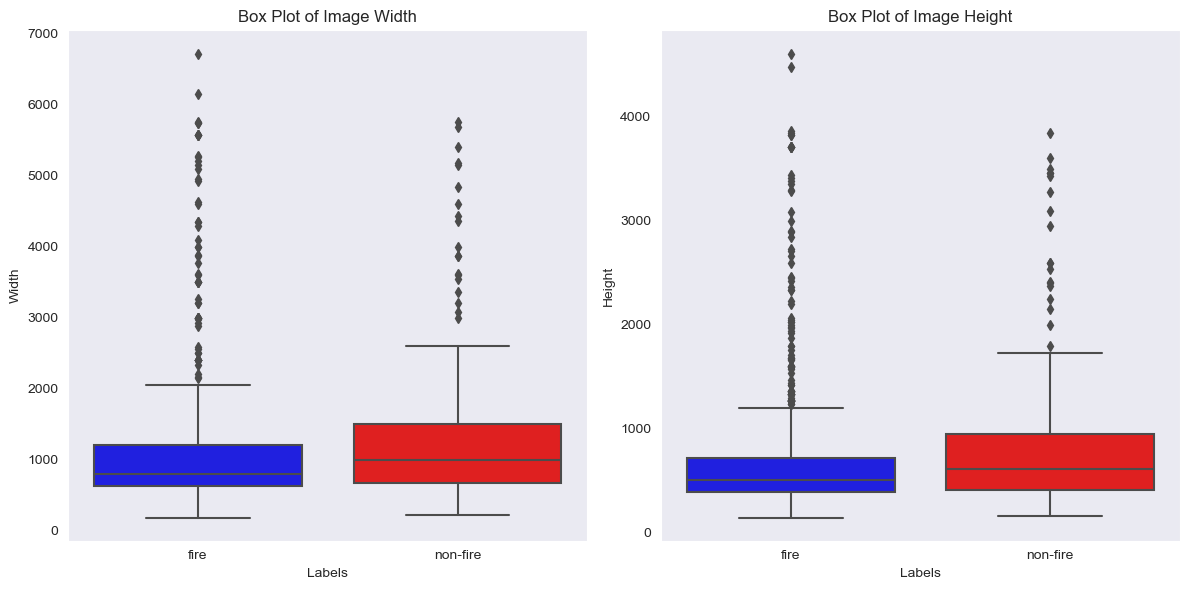 Box Plot of Image Width
7000
6000
5000
4000
3000
2000
1000
0
Width
fire
non-fire
Labels
Box Plot of Image Height
4000
3000
2000
1000
0
Height
fire
non-fire
Labels